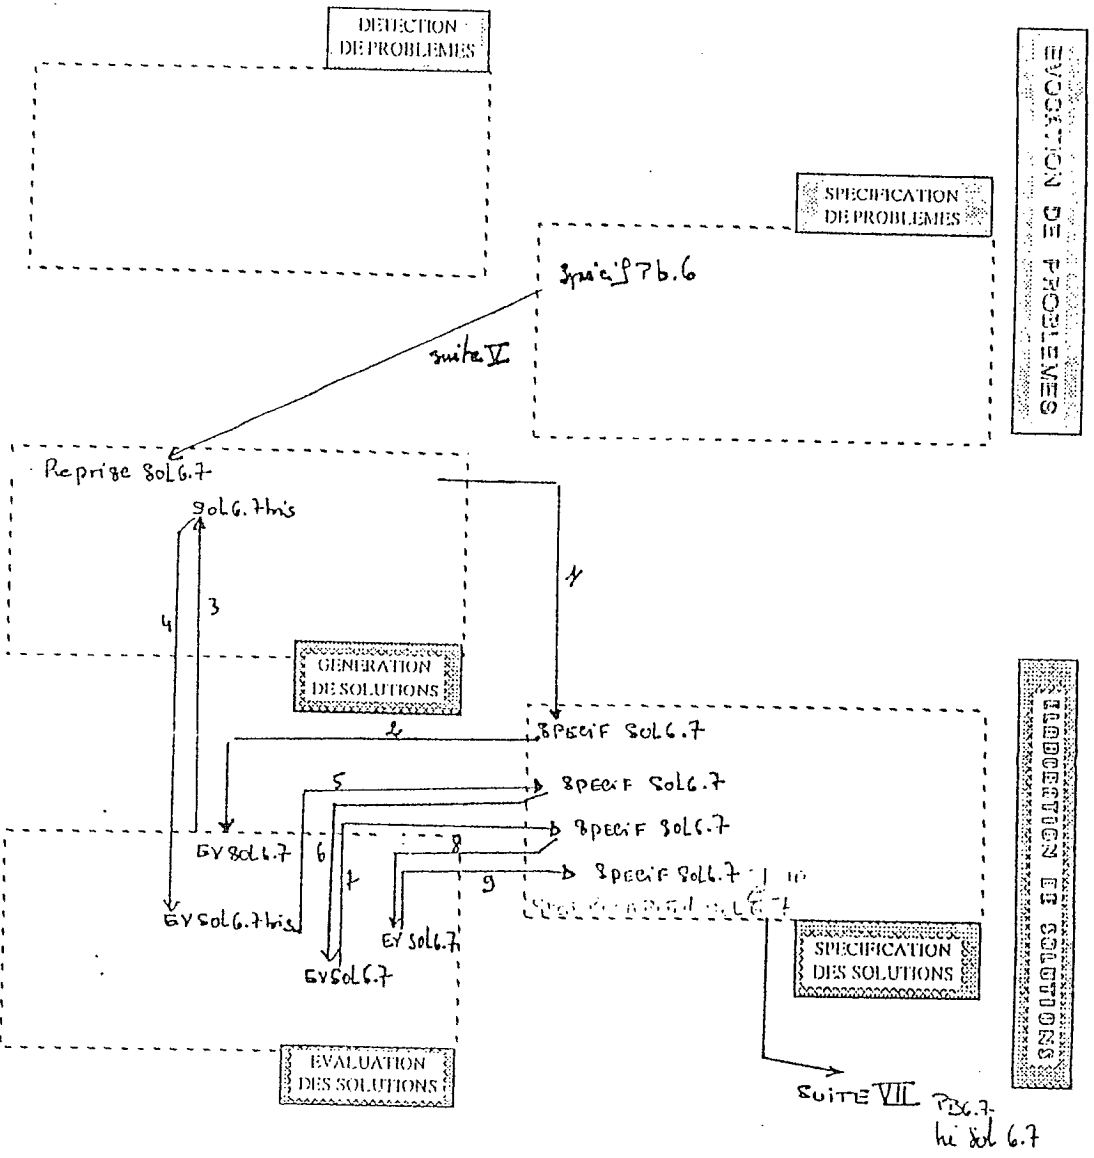 DETECTION
DE PROBLEMES
EVOCATION DE PROBLEMES
SPECIFICATION
DE PROBLEMES
Spécif Pb.6
suite V
Reprise Sol6.7
Sol6.7bis
1
3
4
GENERATION
DE SOLUTIONS
ELABORATION DE SOLUTIONS
2
SPECiF SOL6.7
5
SPECiF SOL6.7
SPECiF SOL6.7
EV SOL6.7
6
8
7
9
SPECiF SOL6.7
10
EV SOL6.7bis
EV SOL6.7
EV SOL6.7
SPECIFICATION
DES SOLUTIONS
EVALUATION
DES SOLUTIONS
SUiTE VII
PB6.7
Sol 6.7